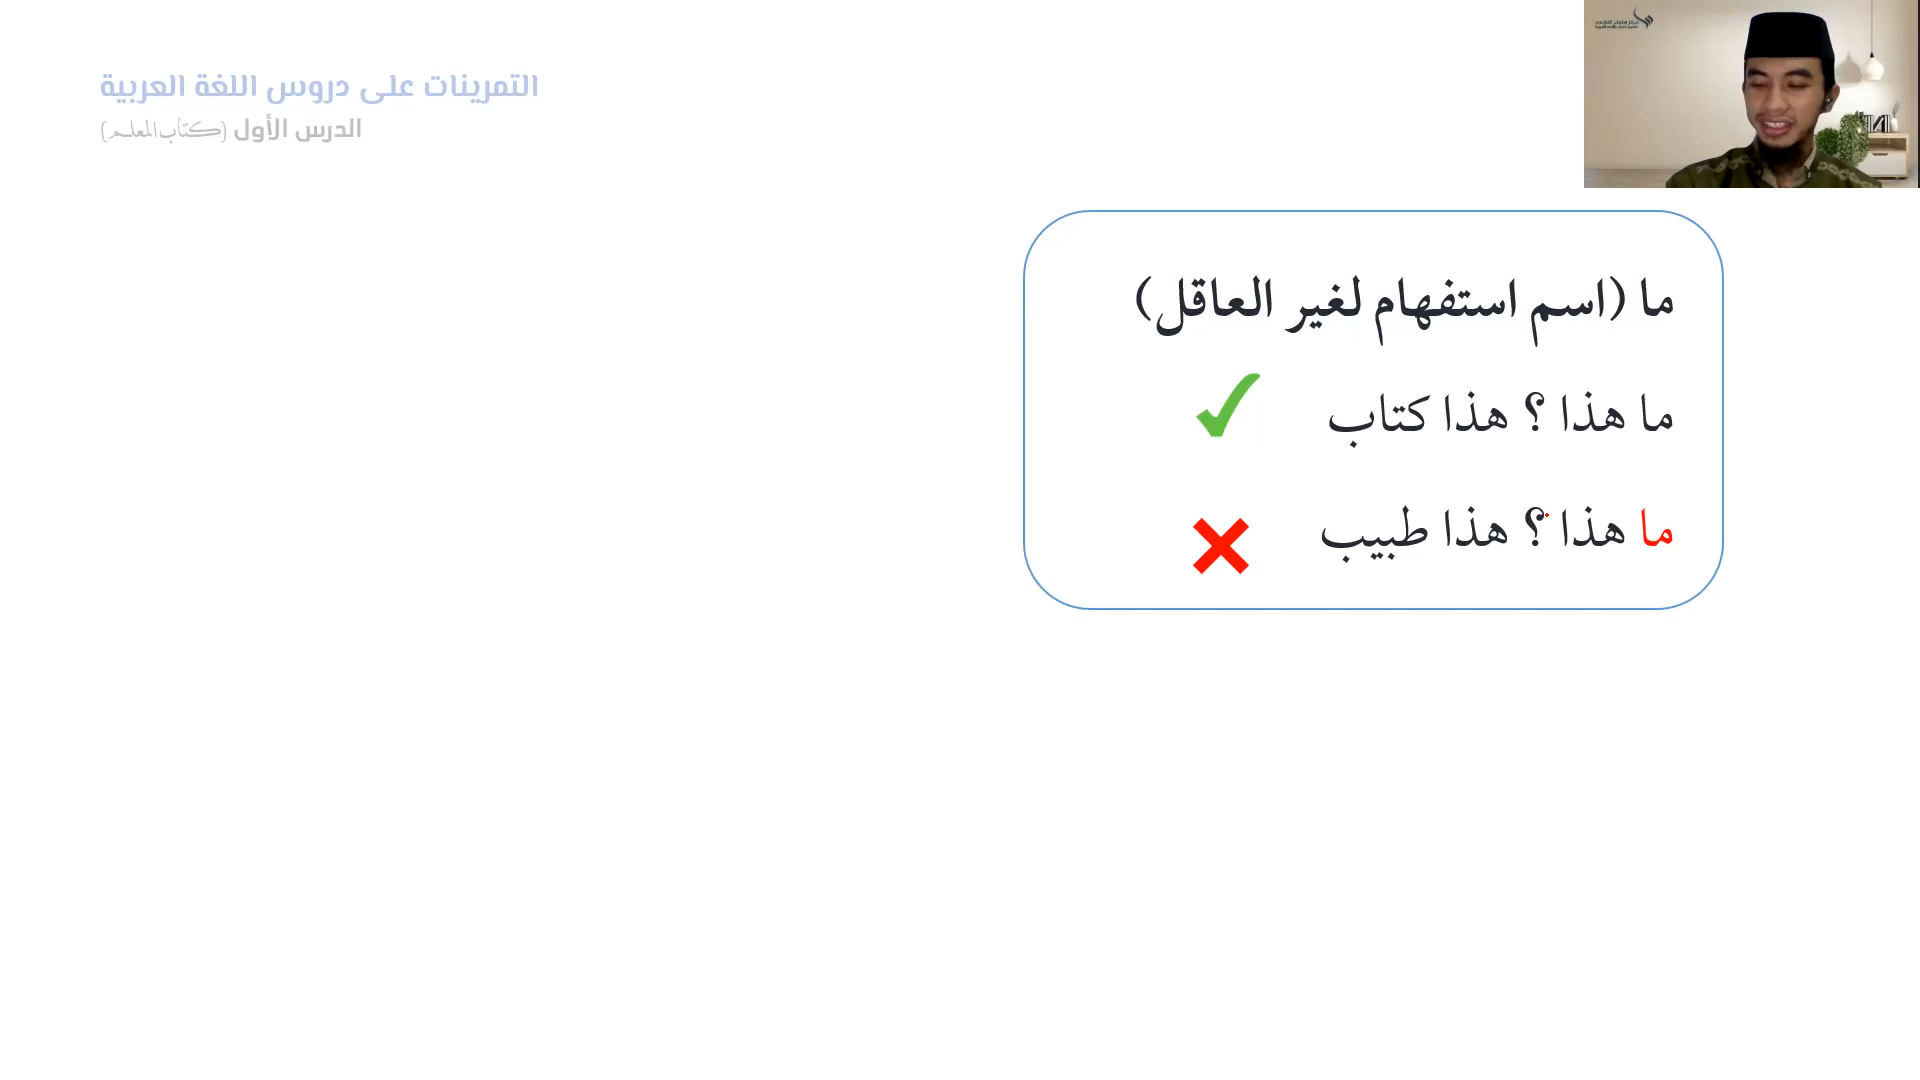 التمرينات على دروس اللغة العربية
الدرس الأول (كتاب المعلم)
ما (اسم استفهام لغير العاقل)
ما هذا ؟ هذا كتاب
ما هذا ؟ هذا طبيب